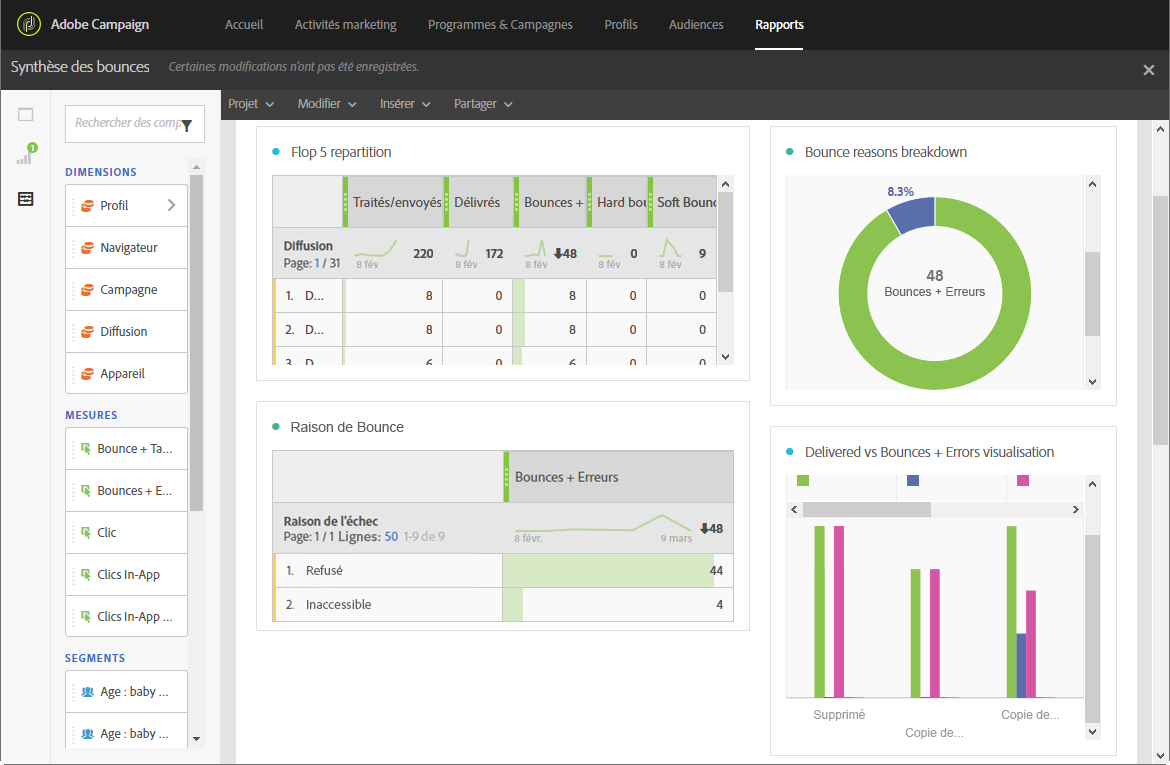 Adobe Campaign
Accueil
Activités marketing
Programmes & Campagnes
Profils
Audiences
Rapports
Synthèse des bounces
Certaines modifications n'ont pas été enregistrées.
Projet
Modifier
Insérer
Partager
1
Rechercher des comp
DIMENSIONS
Profil
Navigateur
Campagne
Diffusion
Appareil
MESURES
Bounce + Ta...
Bounces + E...
Clic
Clics In-App
Clics In-App ...
SEGMENTS
Age : baby ...
Age : baby ...
Flop 5 repartition
Traités/envoyés Délivrés Bounces + Hard bou Soft Bounc
Diffusion
Page: 1 / 31
220 172 48 0 9
8 fév 8 fév 8 fév 8 fév 8 fév
1. D... 8 0 8 0 0
2. D... 8 0 8 0 0
3. D 6 0 6 0 0
Raison de Bounce
Bounces + Erreurs
Raison de l'échec
Page: 1 / 1 Lignes: 50 1-9 de 9
8 févr. 9 mars 48
1. Refusé 44
2. Inaccessible 4
Bounce reasons breakdown
8.3%
48
Bounces + Erreurs
Delivered vs Bounces + Errors visualisation
Supprimé
Copie de...
Copie de...